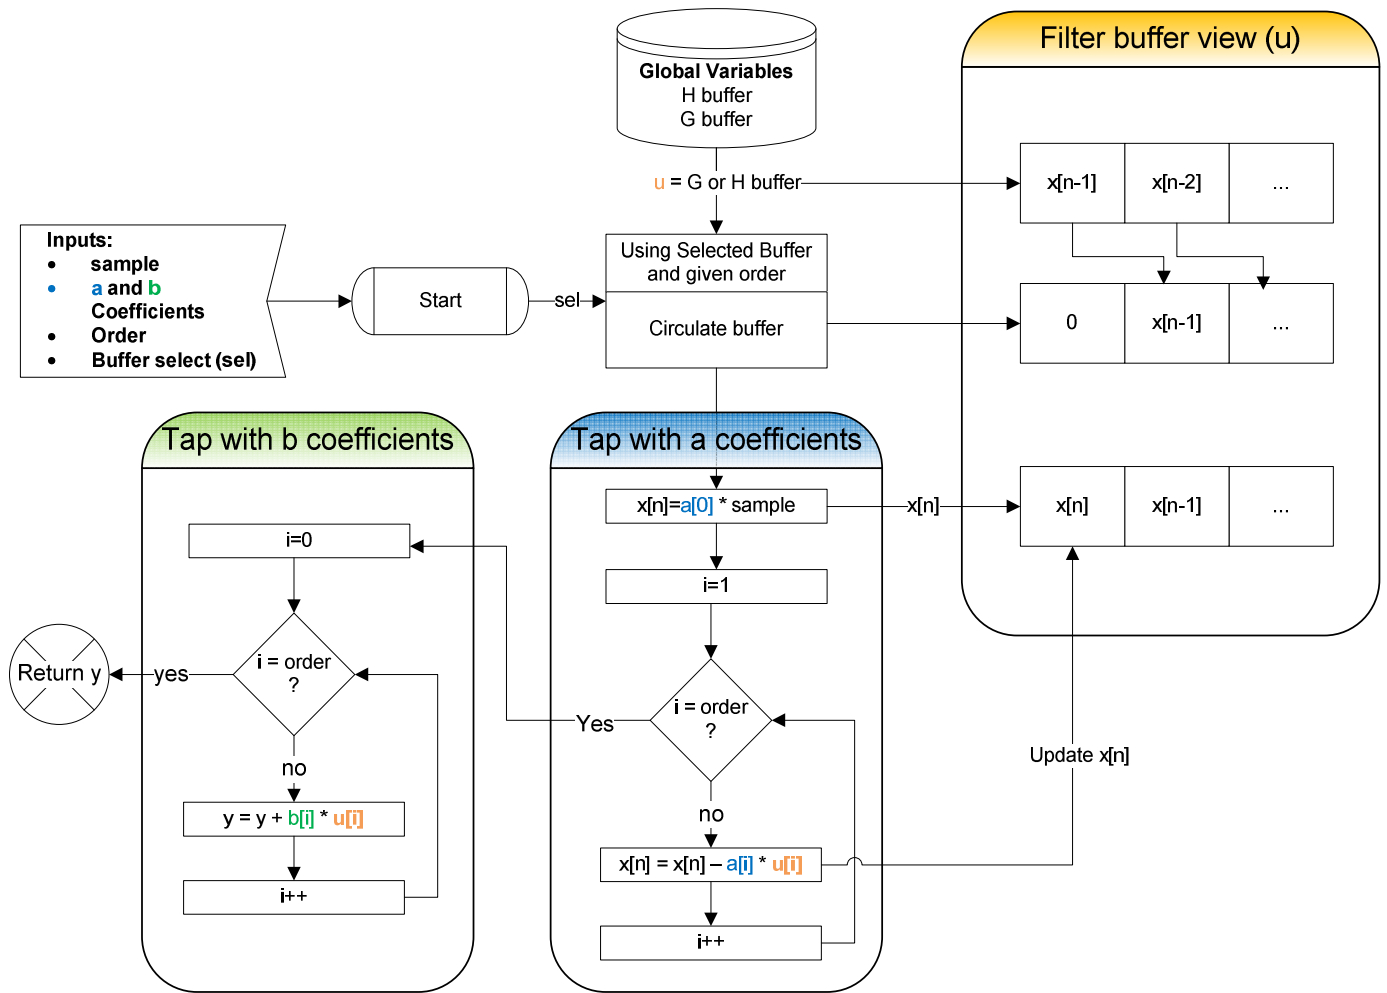 Global Variables
H buffer
G buffer
u = G or H buffer
Filter buffer view (u)
x[n-1] x[n-2] ...
0 x[n-1] ...
x[n] x[n-1] ...
Inputs:
• sample
• a and b
Coefficients
• Order
• Buffer select (sel)
Start
sel
Using Selected Buffer
and given order
Circulate buffer
Tap with a coefficients
x[n]=a[0] * sample
x[n]
i=1
i = order
?
Yes
no
x[n] = x[n] – a[i] * u[i]
i++
Update x[n]
Tap with b coefficients
i=0
i = order
?
yes
no
y = y + b[i] * u[i]
i++
Return y